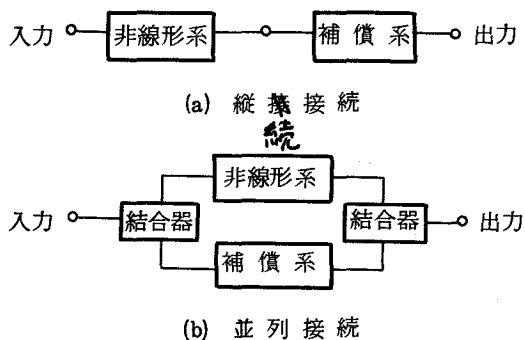 入力 非線形系 補償系 出力
(a) 縦接続
続
非線形系
入力 結合器 結合器 出力
補償系
(b) 並列接続